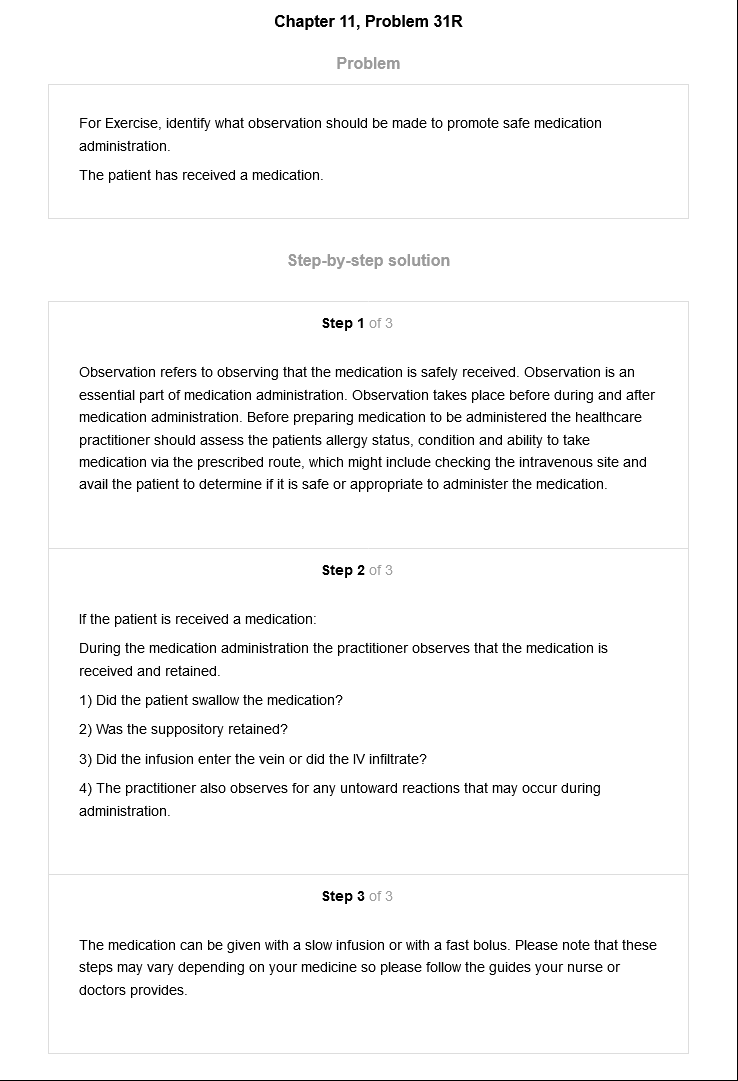 Chapter 11, Problem 31R
Problem
For Exercise, identify what observation should be made to promote safe medication
administration.
The patient has received a medication.
Step-by-step solution
Step 1 of 3
Observation refers to observing that the medication is safely received. Observation is an
essential part of medication administration. Observation takes place before during and after
medication administration. Before preparing medication to be administered the healthcare
practitioner should assess the patients allergy status, condition and ability to take
medication via the prescribed route, which might include checking the intravenous site and
avail the patient to determine if it is safe or appropriate to administer the medication.
Step 2 of 3
If the patient is received a medication:
During the medication administration the practitioner observes that the medication is
received and retained.
1) Did the patient swallow the medication?
2) Was the suppository retained?
3) Did the infusion enter the vein or did the IV infiltrate?
4) The practitioner also observes for any untoward reactions that may occur during
administration.
Step 3 of 3
The medication can be given with a slow infusion or with a fast bolus. Please note that these
steps may vary depending on your medicine so please follow the guides your nurse or
doctors provides.